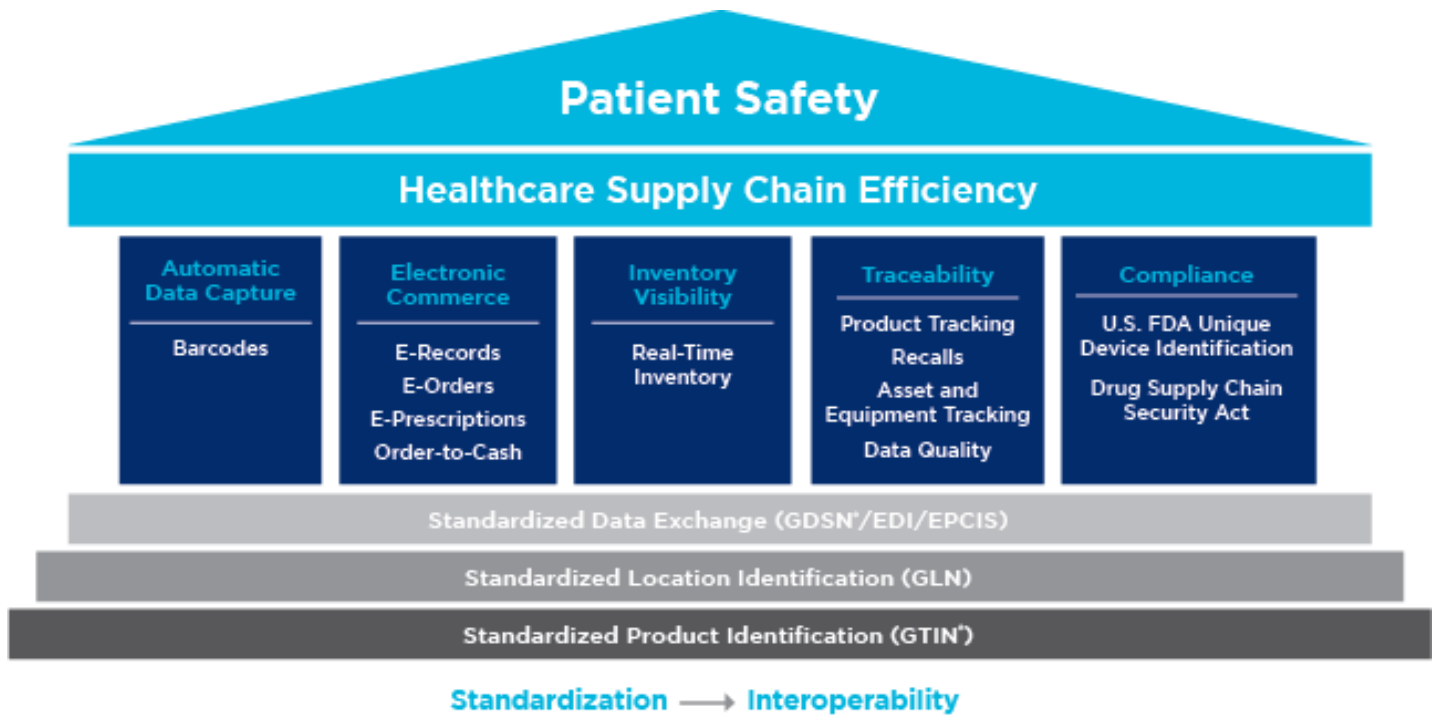 Patient Safety
Healthcare Supply Chain Efficiency
Automatic
Data Capture
Barcodes
Electronic
Commerce
E-Records
E-Orders
E-Prescriptions
Order-to-Cash
Inventory
Visibility
Real-Time
Inventory
Traceability
Product Tracking
Recalls
Asset and
Equipment Tracking
Data Quality
Compliance
U.S. FDA Unique
Device Identification
Drug Supply Chain
Security Act
Standardized Data Exchange (GDSN®/EDI/EPCIS)
Standardized Location Identification (GLN)
Standardized Product Identification (GTIN®)
Standardization → Interoperability